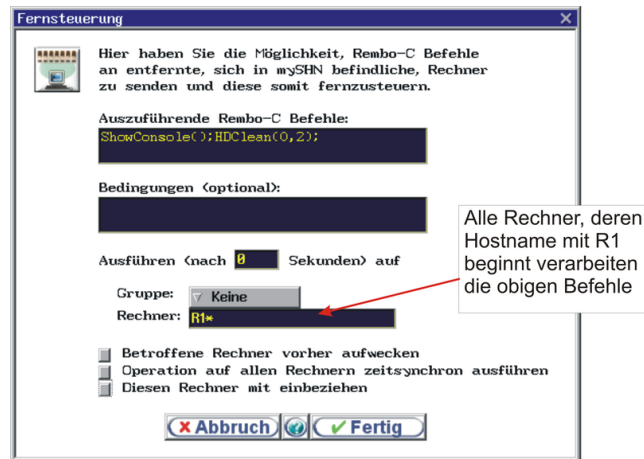 Fernsteuerung
Hier haben Sie die Möglichkeit, Rembo-C Befehle
an entfernte, sich in mySHN befindliche, Rechner
zu senden und diese somit fernzusteuern.
Auszuführende Rembo-C Befehle:
ShowConsole();HDClean(0,2);
Bedingungen (optional):
Ausführen (nach 0 Sekunden) auf
Gruppe: Keine
Rechner: R1*
Alle Rechner, deren
Hostname mit R1
beginnt verarbeiten
die obigen Befehle
Betroffene Rechner vorher aufwecken
Operation auf allen Rechnern zeitsynchron ausführen
Diesen Rechner mit einbeziehen
Abbruch ? Fertig